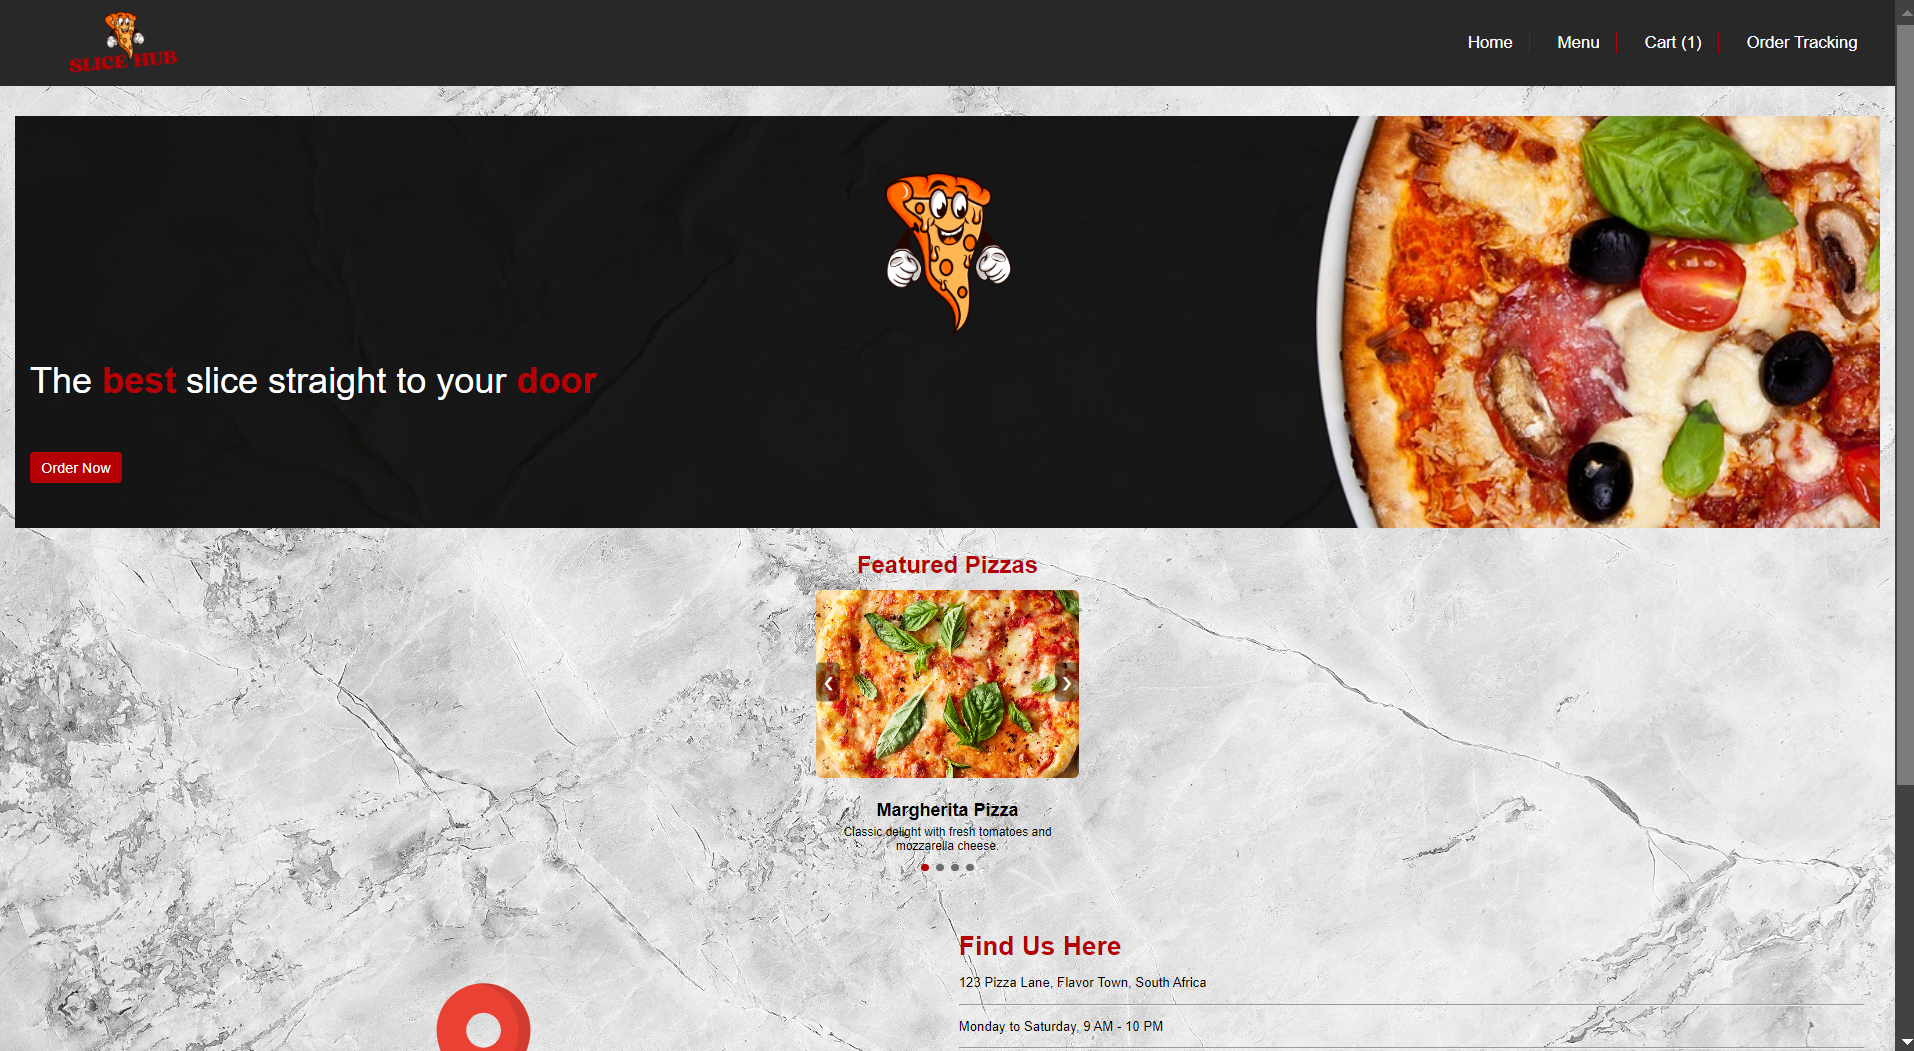 SLICE HUB
Home
Menu
Cart (1)
Order Tracking
The best slice straight to your door
Order Now
Featured Pizzas
❮
❯
Margherita Pizza
Classic delight with fresh tomatoes and
mozzarella cheese.
Find Us Here
123 Pizza Lane, Flavor Town, South Africa
Monday to Saturday, 9 AM - 10 PM